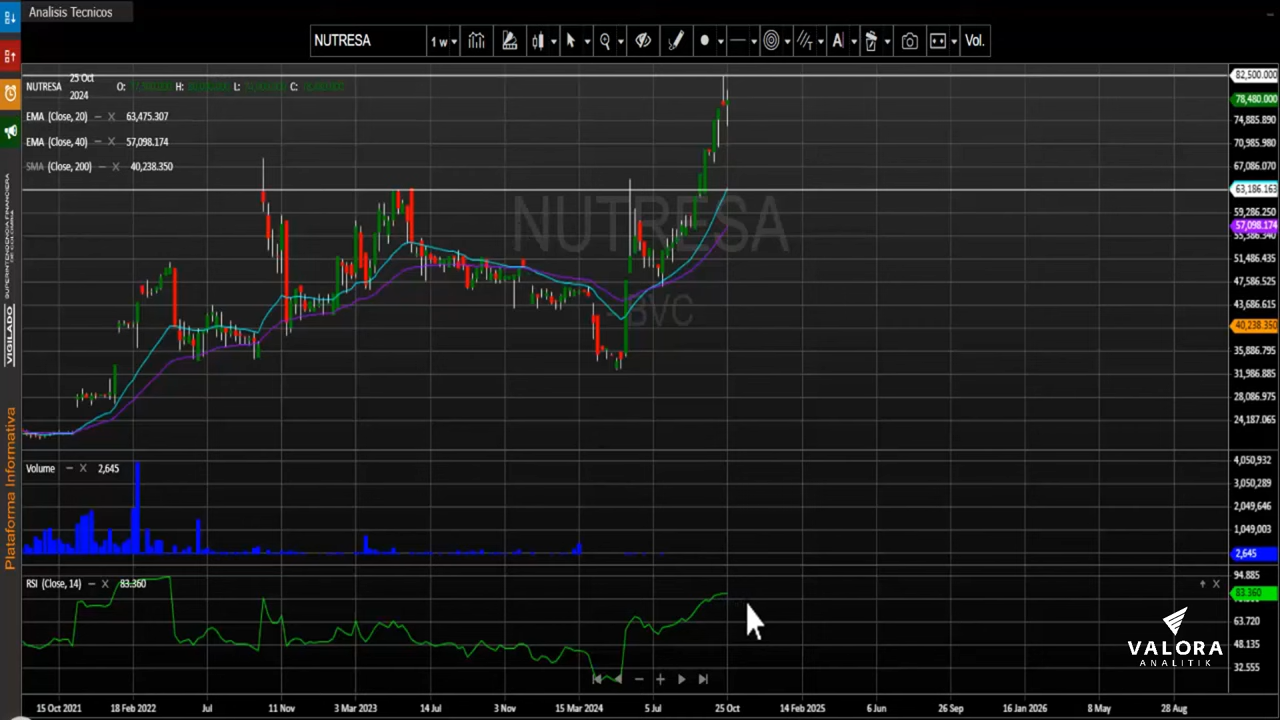 Analisis Tecnicos
NUTRESA
1 w
A
Vol.
NUTRESA 25 Oct 2024 O: H: L: C:
EMA (Close, 20) – X 63,475.307
EMA (Close, 40) – X 57,098.174
SMA (Close, 200) – X 40,238.350
NUTRESA
- BVC
82,500.000
78,480.000
74,885.890
70,985.980
67,086.070
63,186.163
59,286.250
57,098.174
51,486.435
47,586.525
43,686.615
40,238.350
35,886.795
31,986.885
28,086.975
24,187.065
Volume – X 2,645
4,050,932
3,050,289
2,049,646
1,049,003
2,645
RSI (Close, 14) – X 83.360
94.885
83.360
63.720
48.135
32.555
15 Oct 2021 18 Feb 2022 Jul 11 Nov 3 Mar 2023 14 Jul 3 Nov 15 Mar 2024 5 Jul 25 Oct 14 Feb 2025 6 Jun 26 Sep 16 Jan 2026 8 May 28 Aug
VIGILADO SUPERINTENDENCIA FINANCIERA
DE COLOMBIA
Plataforma Informativa
VALORA
ANALITIK